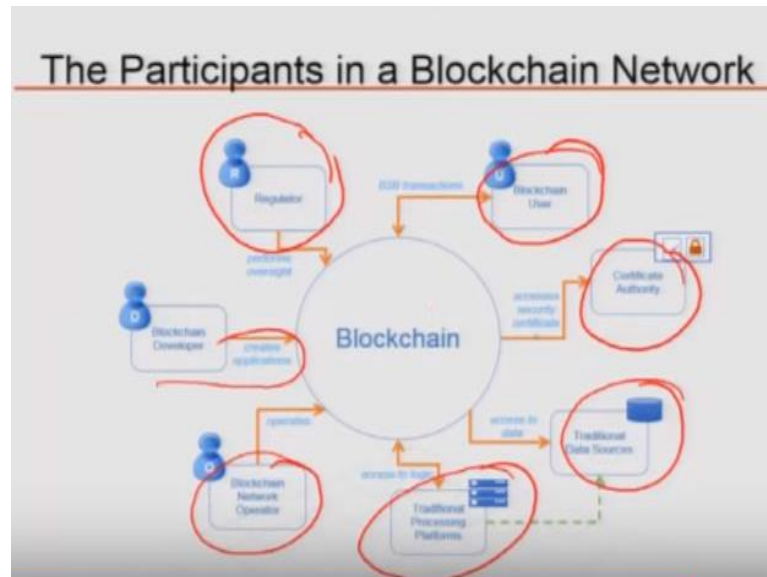 The Participants in a Blockchain Network
R
Regulator
performs
oversight
B2B transactions
U
Blockchain
User
Certificate
Authority
accesses
security
certificate
D
Blockchain
Developer
creates
applications
Blockchain
operates
O
Blockchain
Network
Operator
access to logic
Traditional
Processing
Platforms
access to
data
Traditional
Data Sources